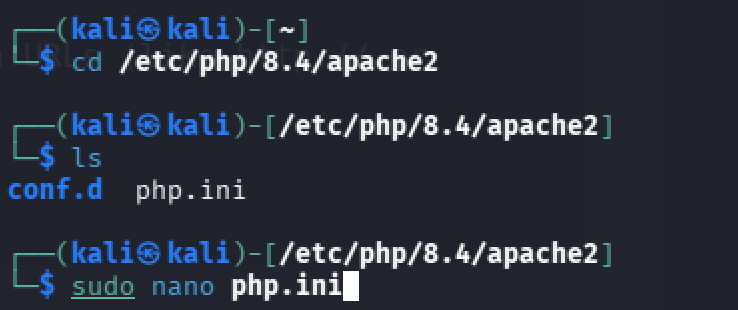 ┌──(kali㉿kali)-[~]
└─$ cd /etc/php/8.4/apache2
┌──(kali㉿kali)-[/etc/php/8.4/apache2]
└─$ ls
conf.d  php.ini
┌──(kali㉿kali)-[/etc/php/8.4/apache2]
└─$ sudo nano php.ini